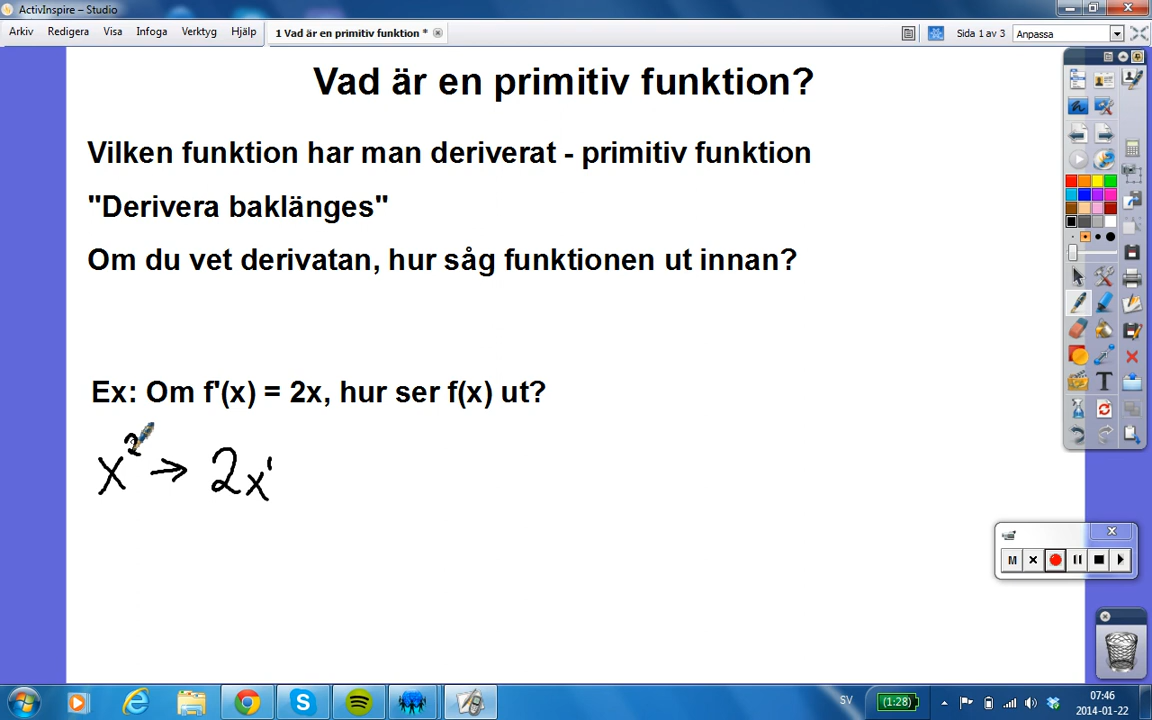 ActivInspire – Studio
Arkiv Redigera Visa Infoga Verktyg Hjälp
1 Vad är en primitiv funktion *
Sida 1 av 3
Anpassa
Vad är en primitiv funktion?
Vilken funktion har man deriverat - primitiv funktion
"Derivera baklänges"
Om du vet derivatan, hur såg funktionen ut innan?
Ex: Om f'(x) = 2x, hur ser f(x) ut?
x² → 2x¹
M
SV
(1:28)
07:46
2014-01-22